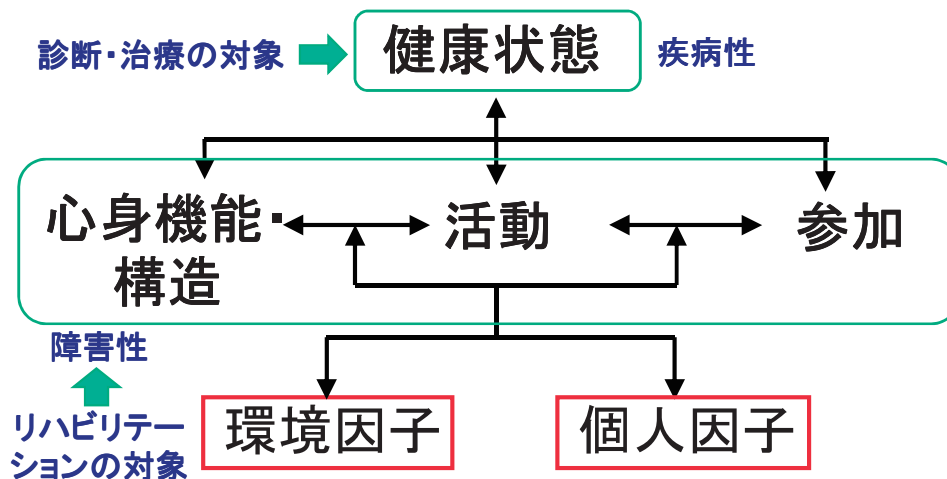 診断・治療の対象
健康状態
疾病性
心身機能・
構造
活動
参加
障害性
リハビリテー
ションの対象
環境因子
個人因子